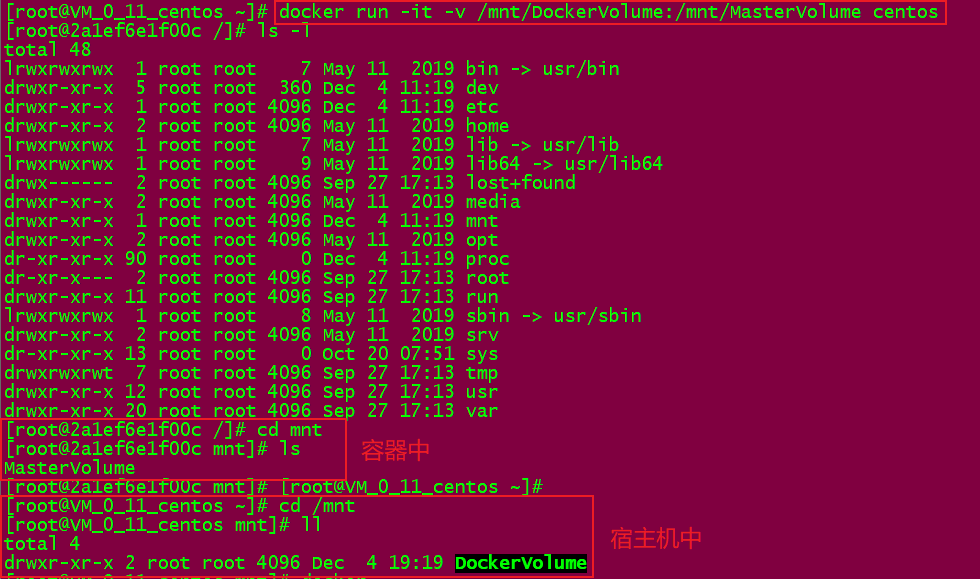 [root@VM_0_11_centos ~]# docker run -it -v /mnt/DockerVolume:/mnt/MasterVolume centos
[root@2a1ef6e1f00c /]# ls -l
total 48
lrwxrwxrwx  1 root root    7 May 11  2019 bin -> usr/bin
drwxr-xr-x  5 root root  360 Dec  4 11:19 dev
drwxr-xr-x  1 root root 4096 Dec  4 11:19 etc
drwxr-xr-x  2 root root 4096 May 11  2019 home
lrwxrwxrwx  1 root root    7 May 11  2019 lib -> usr/lib
lrwxrwxrwx  1 root root    9 May 11  2019 lib64 -> usr/lib64
drwx------  2 root root 4096 Sep 27 17:13 lost+found
drwxr-xr-x  2 root root 4096 May 11  2019 media
drwxr-xr-x  1 root root 4096 Dec  4 11:19 mnt
drwxr-xr-x  2 root root 4096 May 11  2019 opt
dr-xr-xr-x 90 root root    0 Dec  4 11:19 proc
dr-xr-x---  2 root root 4096 Sep 27 17:13 root
drwxr-xr-x 11 root root 4096 Sep 27 17:13 run
lrwxrwxrwx  1 root root    8 May 11  2019 sbin -> usr/sbin
drwxr-xr-x  2 root root 4096 May 11  2019 srv
dr-xr-xr-x 13 root root    0 Oct 20 07:51 sys
drwxrwxrwt  7 root root 4096 Sep 27 17:13 tmp
drwxr-xr-x 12 root root 4096 Sep 27 17:13 usr
drwxr-xr-x 20 root root 4096 Sep 27 17:13 var
[root@2a1ef6e1f00c /]# cd mnt
[root@2a1ef6e1f00c mnt]# ls
容器中
MasterVolume
[root@2a1ef6e1f00c mnt]# [root@VM_0_11_centos ~]#
[root@VM_0_11_centos ~]# cd /mnt
[root@VM_0_11_centos mnt]# ll
宿主机中
total 4
drwxr-xr-x 2 root root 4096 Dec  4 19:19 DockerVolume